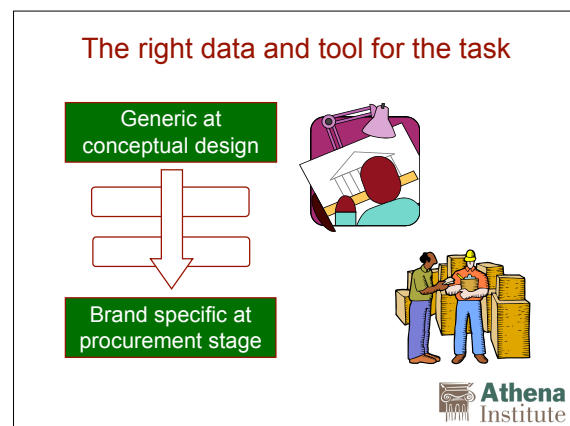 The right data and tool for the task
Generic at
conceptual design
Brand specific at
procurement stage
Athena
Institute